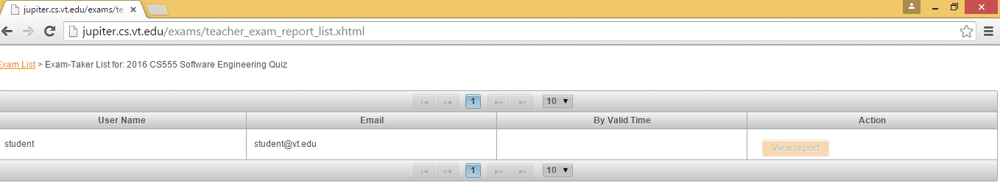 jupiter.cs.vt.edu/exams/te
jupiter.cs.vt.edu/exams/teacher_exam_report_list.xhtml
Exam List > Exam-Taker List for: 2016 CS555 Software Engineering Quiz
1 10
User Name Email By Valid Time Action
student student@vt.edu View report
1 10